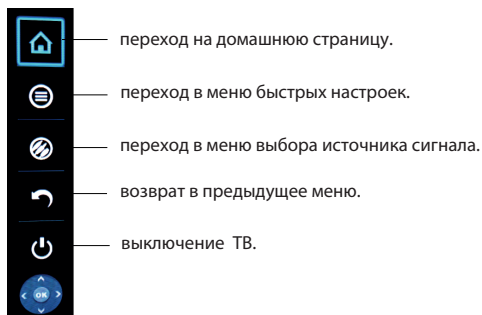 переход на домашнюю страницу.
переход в меню быстрых настроек.
переход в меню выбора источника сигнала.
возврат в предыдущее меню.
выключение ТВ.
OK